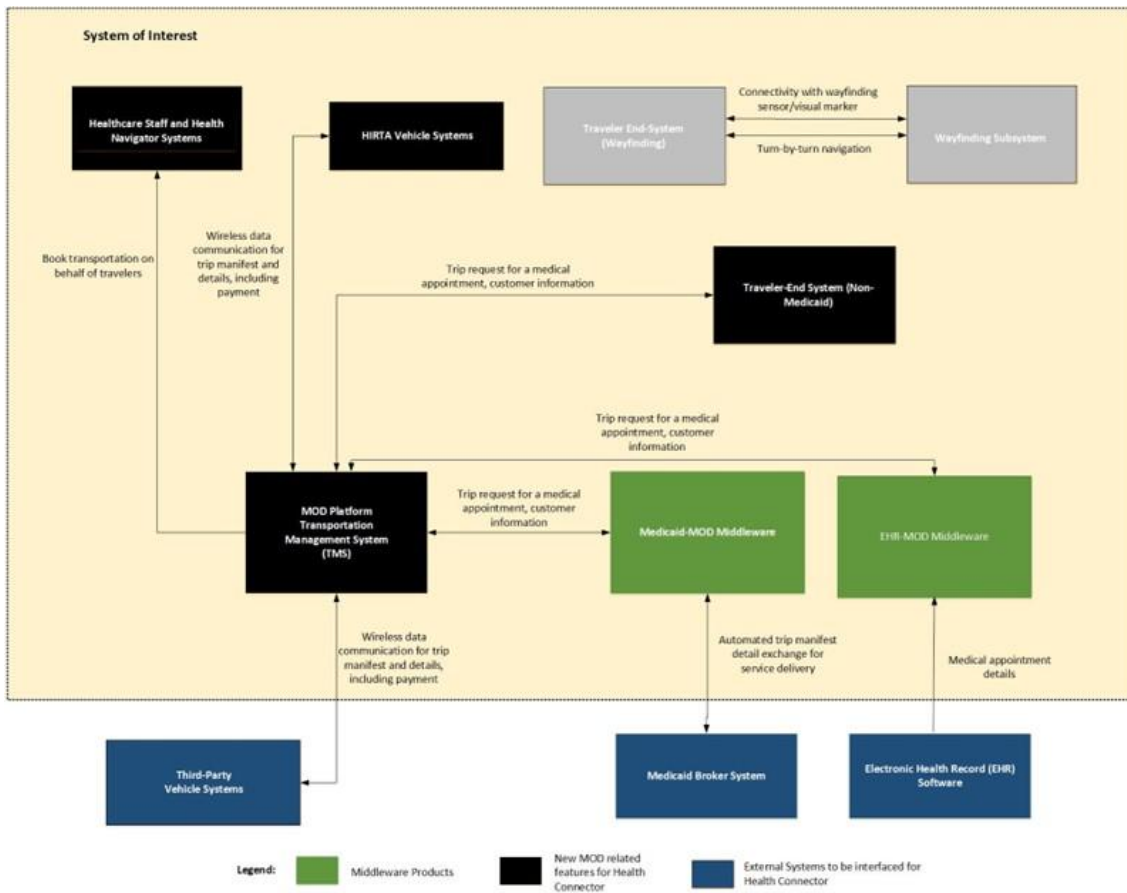 System of Interest
Healthcare Staff and Health
Navigator Systems
HIRTA Vehicle Systems
Traveler End-System
(Wayfinding)
Connectivity with wayfinding
sensor/visual marker
Turn-by-turn navigation
Wayfinding Subsystem
Book transportation on
behalf of travelers
Wireless data
communication for
trip manifest and
details, including
payment
Trip request for a medical
appointment, customer information
Traveler-End System (Non-
Medicaid)
Trip request for a medical
appointment, customer
information
MOD Platform
Transportation
Management System
(TMS)
Trip request for a medical
appointment, customer
information
Medicaid-MOD Middleware
EHR-MOD Middleware
Wireless data
communication for trip
manifest and details,
including payment
Automated trip manifest
detail exchange for
service delivery
Medical appointment
details
Third-Party
Vehicle Systems
Medicaid Broker System
Electronic Health Record (EHR)
Software
Legend:
Middleware Products
New MOD related
features for Health
Connector
External Systems to be interfaced for
Health Connector